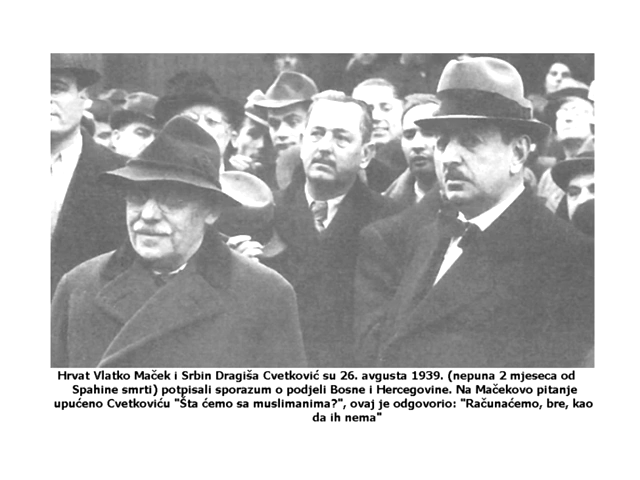 Hrvat Vlatko Maček i Srbin Dragiša Cvetković su 26. avgusta 1939. (nepuna 2 mjeseca od
Spahine smrti) potpisali sporazum o podjeli Bosne i Hercegovine. Na Mačekovo pitanje
upućeno Cvetkoviću "Šta ćemo sa muslimanima?", ovaj je odgovorio: "Računaćemo, bre, kao
da ih nema"